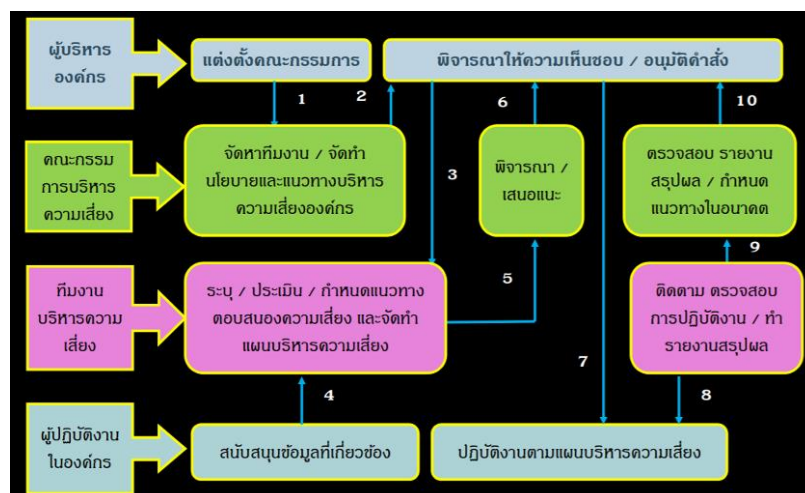 ผู้บริหาร
องค์กร
แต่งตั้งคณะกรรมการ
พิจารณาให้ความเห็นชอบ / อนุมัติคำสั่ง
1
2
6
10
คณะกรรม
การบริหาร
ความเสี่ยง
จัดหาทีมงาน / จัดทำ
นโยบายและแนวทางบริหาร
ความเสี่ยงองค์กร
3
พิจารณา /
เสนอแนะ
ตรวจสอบ รายงาน
สรุปผล / กำหนด
แนวทางในอนาคต
9
ทีมงาน
บริหารความ
เสี่ยง
ระบุ / ประเมิน / กำหนดแนวทาง
ตอบสนองความเสี่ยง และจัดทำ
แผนบริหารความเสี่ยง
5
ติดตาม ตรวจสอบ
การปฏิบัติงาน / ทำ
รายงานสรุปผล
7
4
8
ผู้ปฏิบัติงาน
ในองค์กร
สนับสนุนข้อมูลที่เกี่ยวข้อง
ปฏิบัติงานตามแผนบริหารความเสี่ยง